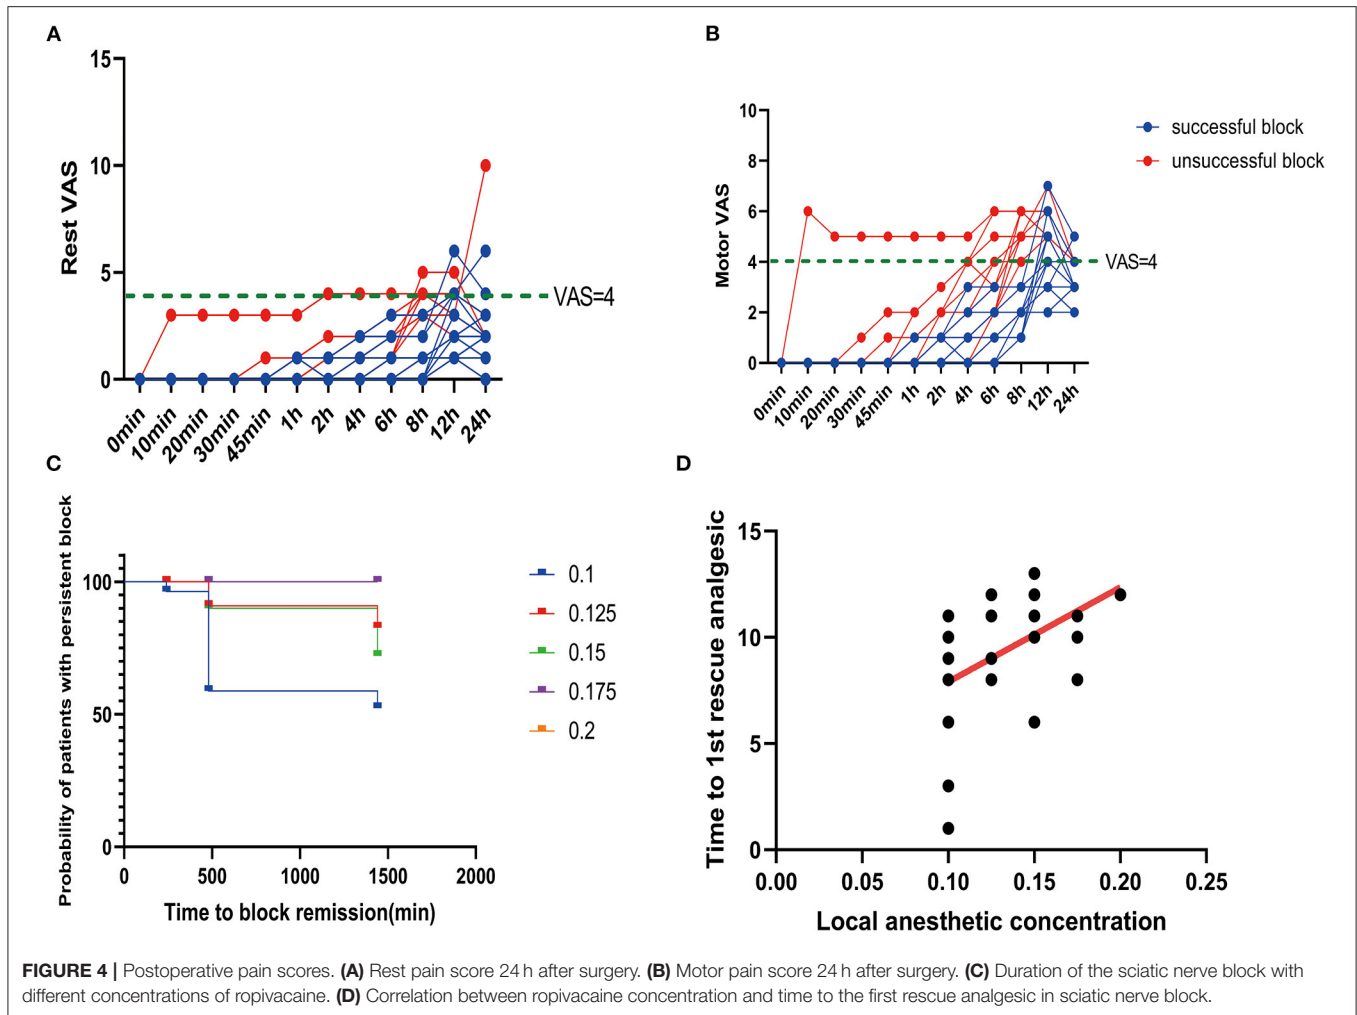 A
15
10
5
0
Rest VAS
VAS=4
0min
10min
20min
30min
45min
1h
2h
4h
6h
8h
12h
24h
B
10
8
6
4
2
0
Motor VAS
VAS=4
0min
10min
20min
30min
45min
1h
2h
4h
6h
8h
12h
24h
successful block
unsuccessful block
C
Probability of patients with persistent block
100
50
0
0
500
1000
1500
2000
Time to block remission(min)
0.1
0.125
0.15
0.175
0.2
D
Time to 1st rescue analgesic
15
10
5
0
0.00
0.05
0.10
0.15
0.20
0.25
Local anesthetic concentration
FIGURE 4 | Postoperative pain scores. (A) Rest pain score 24 h after surgery. (B) Motor pain score 24 h after surgery. (C) Duration of the sciatic nerve block with
different concentrations of ropivacaine. (D) Correlation between ropivacaine concentration and time to the first rescue analgesic in sciatic nerve block.